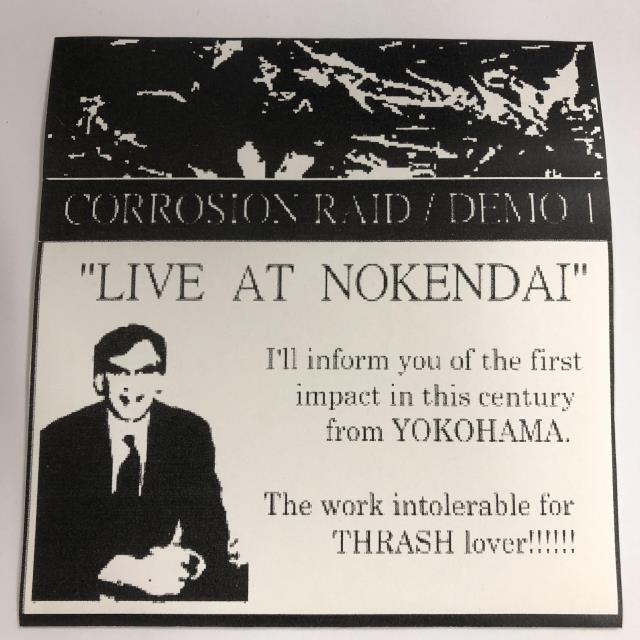 CORROSION RAID / DEMO 1
"LIVE AT NOKENDAI"
I'll inform you of the first
impact in this century
from YOKOHAMA.
The work intolerable for
THRASH lover!!!!!!